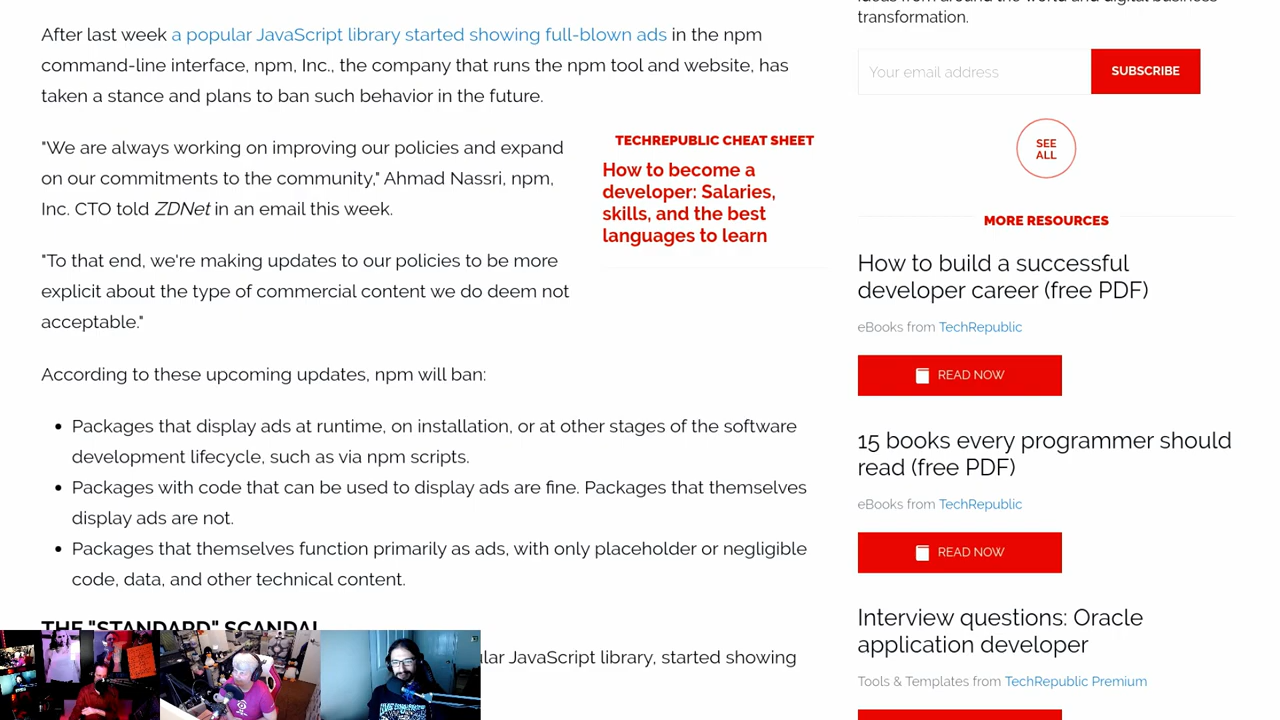 ideas from around the world and digital business
transformation.
After last week a popular JavaScript library started showing full-blown ads in the npm
command-line interface, npm, Inc., the company that runs the npm tool and website, has
taken a stance and plans to ban such behavior in the future.
"We are always working on improving our policies and expand
on our commitments to the community," Ahmad Nassri, npm,
Inc. CTO told ZDNet in an email this week.
"To that end, we're making updates to our policies to be more
explicit about the type of commercial content we do deem not
acceptable."
TECHREPUBLIC CHEAT SHEET
How to become a
developer: Salaries,
skills, and the best
languages to learn
According to these upcoming updates, npm will ban:
• Packages that display ads at runtime, on installation, or at other stages of the software
development lifecycle, such as via npm scripts.
• Packages with code that can be used to display ads are fine. Packages that themselves
display ads are not.
• Packages that themselves function primarily as ads, with only placeholder or negligible
code, data, and other technical content.
THE "STANDARD" SCANDAL
JavaScript library, started showing
Your email address
SUBSCRIBE
SEE
ALL
MORE RESOURCES
How to build a successful
developer career (free PDF)
eBooks from TechRepublic
READ NOW
15 books every programmer should
read (free PDF)
eBooks from TechRepublic
READ NOW
Interview questions: Oracle
application developer
Tools & Templates from TechRepublic Premium